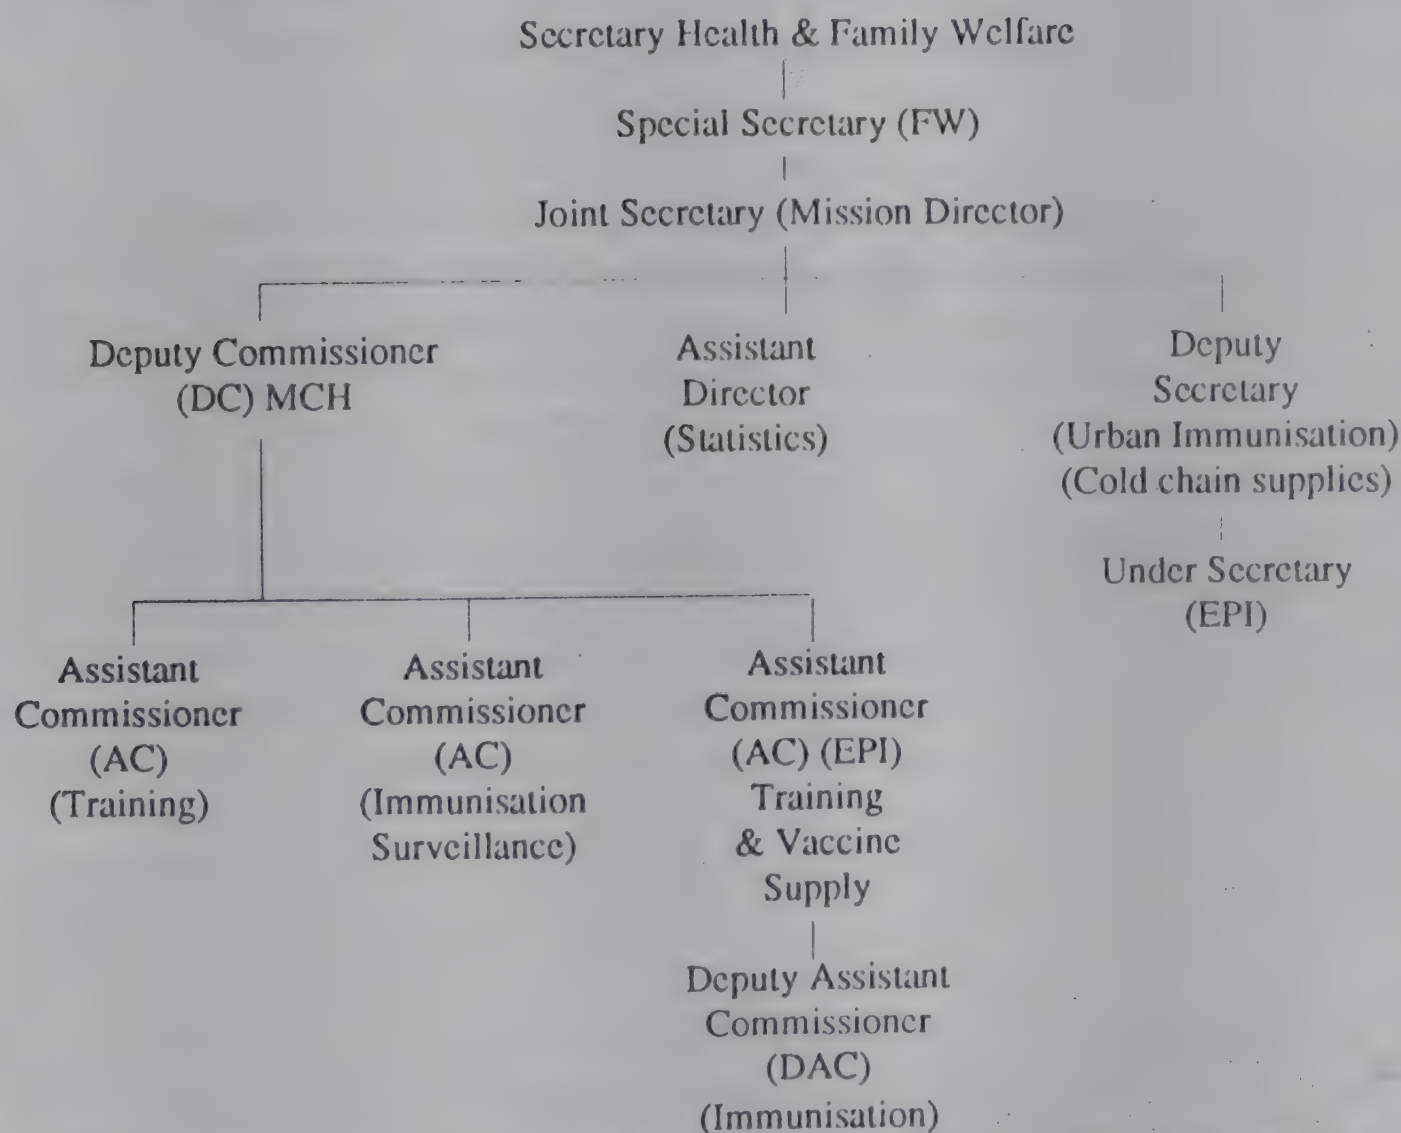 Secretary Health & Family Welfare
Special Secretary (FW)
Joint Secretary (Mission Director)
Deputy Commissioner
(DC) MCH
Assistant
Director
(Statistics)
Deputy
Secretary
(Urban Immunisation)
(Cold chain supplies)
Under Secretary
(EPI)
Assistant
Commissioner
(AC)
(Training)
Assistant
Commissioner
(AC)
(Immunisation
Surveillance)
Assistant
Commissioner
(AC) (EPI)
Training
& Vaccine
Supply
Deputy Assistant
Commissioner
(DAC)
(Immunisation)